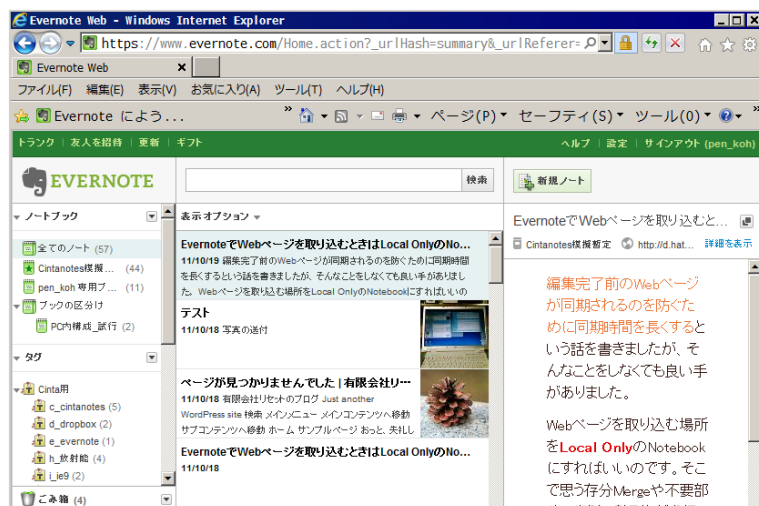 Evernote Web - Windows Internet Explorer
https://www.evernote.com/Home.action?_urlHash=summary&_urlReferer=
Evernote Web
ファイル(F) 編集(E) 表示(V) お気に入り(A) ツール(T) ヘルプ(H)
Evernote によう... » ページ(P) セーフティ(S) ツール(O) »
トランク | 友人を招待 | 更新 | ギフト ヘルプ | 設定 | サインアウト (pen_koh)
EVERNOTE 検索 新規ノート
ノートブック
全てのノート (57)
Cintanotes模擬... (44)
pen_koh 専用ブ... (11)
ブックの区分け
PC内構成_試行 (2)
タグ
Cinta用
c_cintanotes (5)
d_dropbox (2)
e_evernote (1)
h_放射能 (4)
i_ie9 (2)
ごみ箱 (4)
表示オプション
EvernoteでWebページを取り込むときはLocal OnlyのNo...
11/10/19 編集完了前のWebページが同期されるのを防ぐために同期時間
を長くするという話を書きましたが、そんなことをしなくても良い手がありまし
た。Webページを取り込む場所をLocal OnlyのNotebookにすればいいの
テスト
11/10/18 写真の送付
ページが見つかりませんでした | 有限会社リ...
11/10/18 有限会社リセットのブログ Just another
WordPress site 検索 メインメニュー メインコンテンツへ移動
サブコンテンツへ移動 ホーム サンプルページ おっと、失礼し
EvernoteでWebページを取り込むときはLocal OnlyのNo...
11/10/18
EvernoteでWebページを取り込むと...
Cintanotes模擬暫定 http://d.hat... 詳細を表示
編集完了前のWebページ
が同期されるのを防ぐた
めに同期時間を長くすると
いう話を書きましたが、そ
んなことをしなくても良い手
がありました。
Webページを取り込む場所
をLocal OnlyのNotebook
にすればいいのです。そこ
で思う存分Mergeや不要部